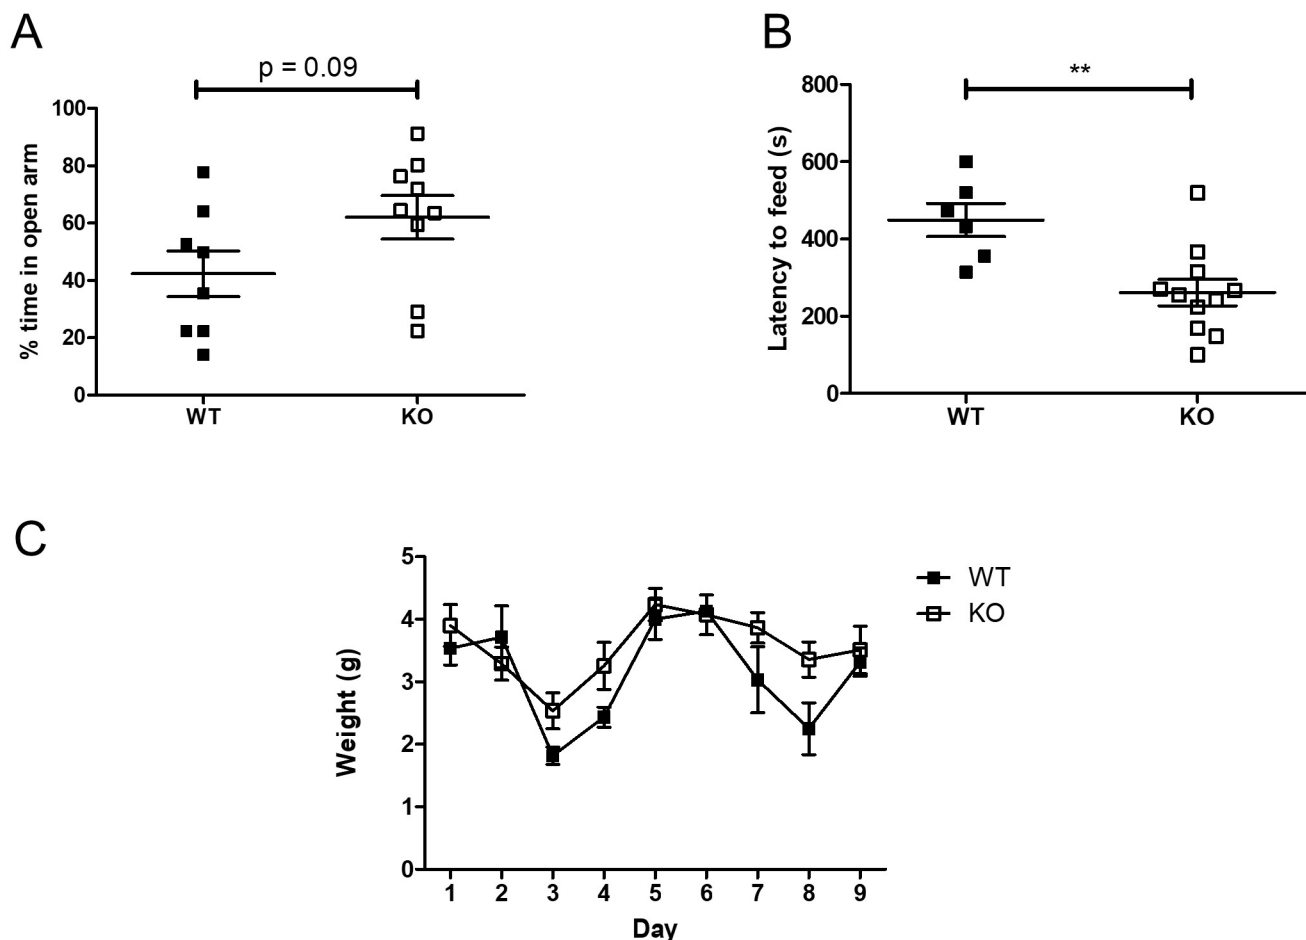 A
p = 0.09
% time in open arm
100
80
60
40
20
0
WT KO
B
**
Latency to feed (s)
800
600
400
200
0
WT KO
C
Weight (g)
5
4
3
2
1
0
1 2 3 4 5 6 7 8 9
Day
WT
KO